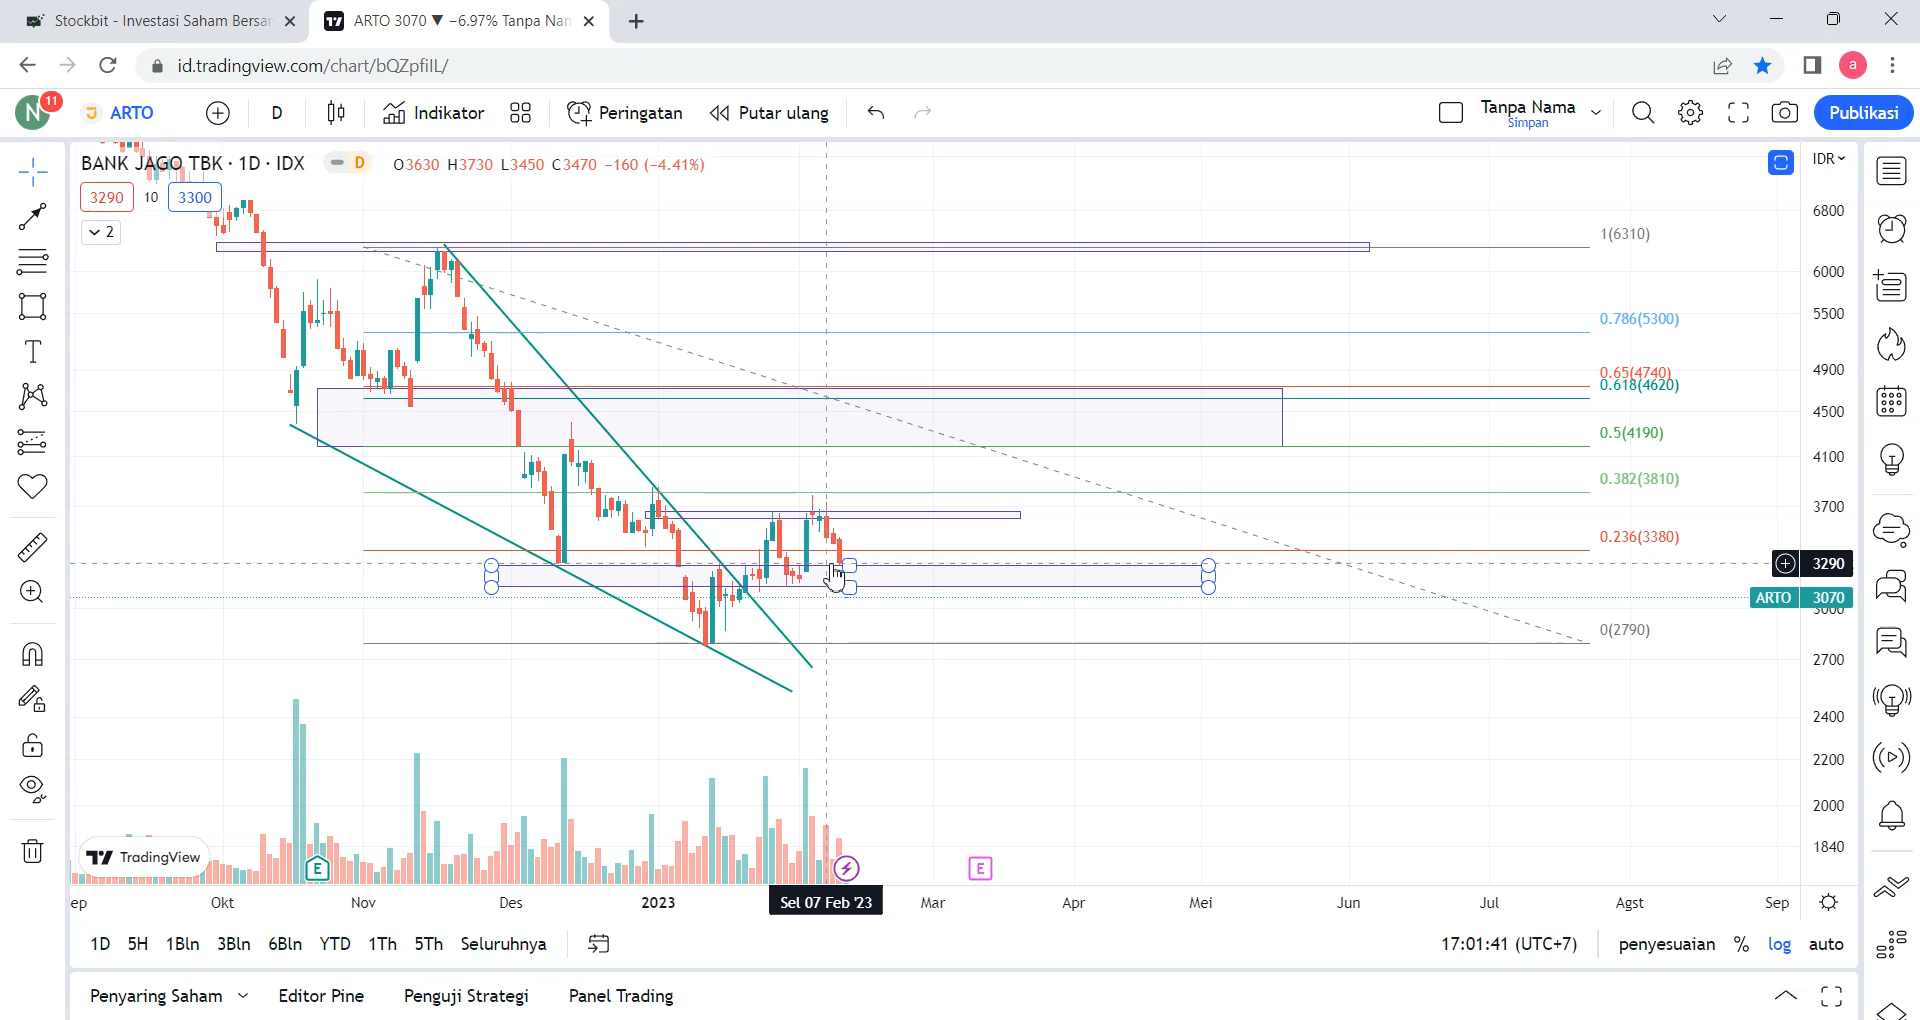 Stockbit - Investasi Saham Bersar
ARTO 3070 ▼ −6.97% Tanpa Nam
id.tradingview.com/chart/bQZpfiIL/
a
N
11
ARTO
D
Indikator
Peringatan
Putar ulang
Tanpa Nama
Simpan
Publikasi
BANK JAGO TBK · 1D · IDX
D
O3630 H3730 L3450 C3470 −160 (−4.41%)
IDR
3290
10
3300
2
1(6310)
0.786(5300)
0.65(4740)
0.618(4620)
0.5(4190)
0.382(3810)
0.236(3380)
0(2790)
6800
6000
5500
4900
4500
4100
3700
3290
ARTO 3070
3000
2700
2400
2200
2000
1840
TradingView
E
E
ep
Okt
Nov
Des
2023
Sel 07 Feb '23
Mar
Apr
Mei
Jun
Jul
Agst
Sep
1D 5H 1Bln 3Bln 6Bln YTD 1Th 5Th Seluruhnya
17:01:41 (UTC+7)
penyesuaian % log auto
Penyaring Saham
Editor Pine
Penguji Strategi
Panel Trading